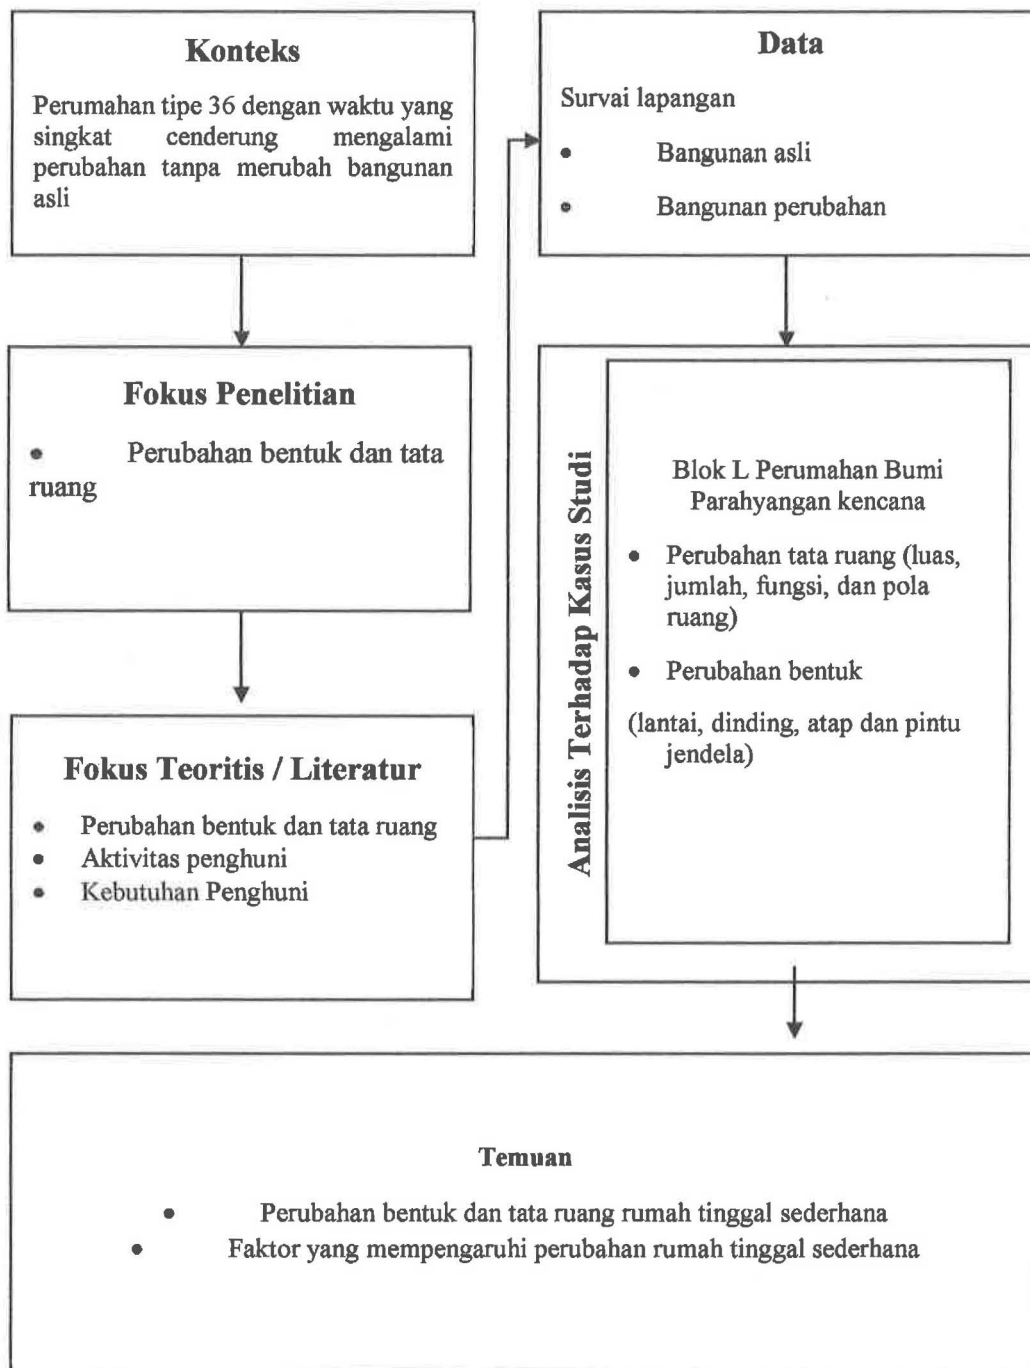 Konteks
Perumahan tipe 36 dengan waktu yang
singkat cenderung mengalami
perubahan tanpa merubah bangunan
asli
Fokus Penelitian
• Perubahan bentuk dan tata
ruang
Fokus Teoritis / Literatur
• Perubahan bentuk dan tata ruang
• Aktivitas penghuni
• Kebutuhan Penghuni
Data
Survai lapangan
• Bangunan asli
• Bangunan perubahan
Analisis Terhadap Kasus Studi
Blok L Perumahan Bumi
Parahyangan kencana
• Perubahan tata ruang (luas,
jumlah, fungsi, dan pola
ruang)
• Perubahan bentuk
(lantai, dinding, atap dan pintu
jendela)
Temuan
• Perubahan bentuk dan tata ruang rumah tinggal sederhana
• Faktor yang mempengaruhi perubahan rumah tinggal sederhana